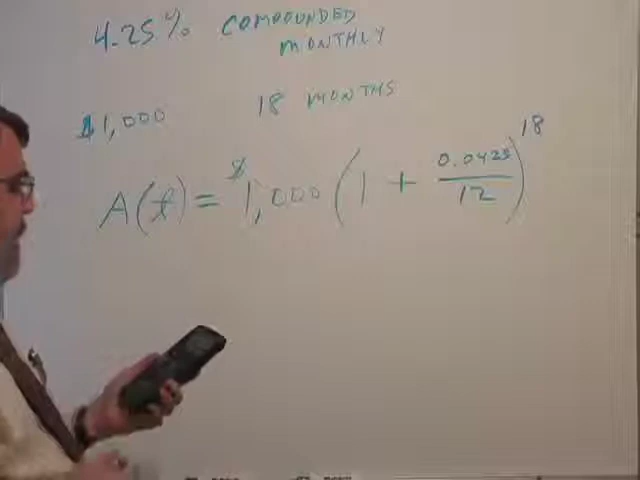 4.25% COMPOUNDED
MONTHLY
$1,000 18 MONTHS
A(t) = $1,000 (1 + 0.0425/12)^18